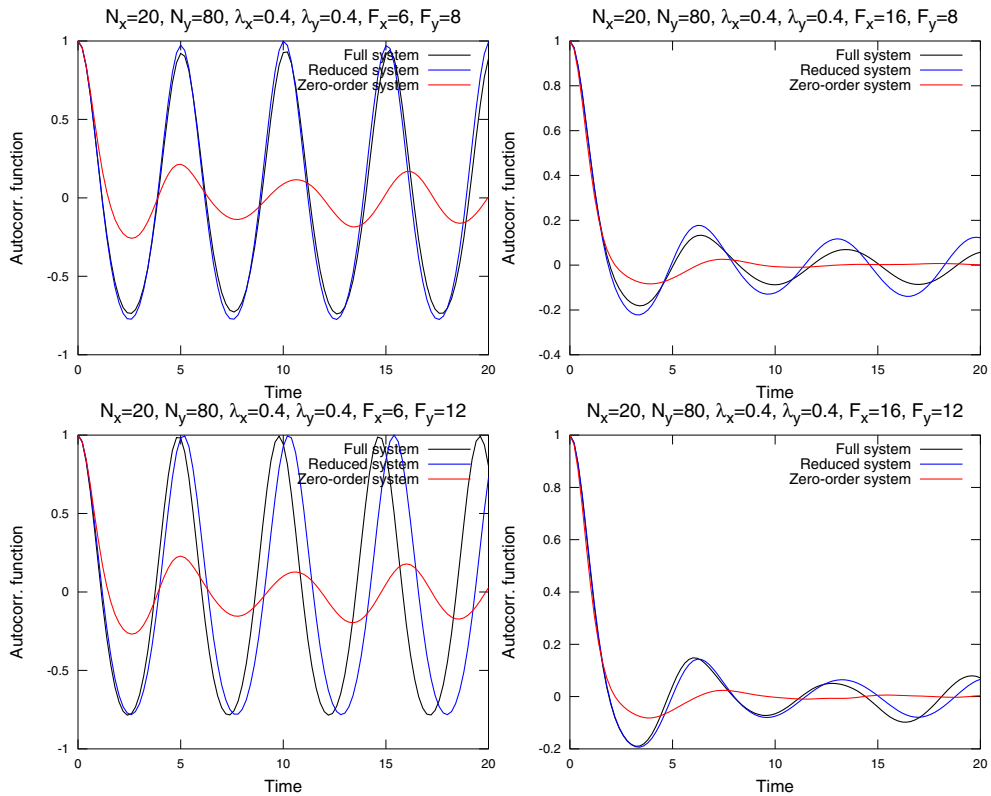 N_x=20, N_y=80, λ_x=0.4, λ_y=0.4, F_x=6, F_y=8
Full system
Reduced system
Zero-order system
1
0.5
0
-0.5
-1
Autocorr. function
0 5 10 15 20
Time
N_x=20, N_y=80, λ_x=0.4, λ_y=0.4, F_x=16, F_y=8
Full system
Reduced system
Zero-order system
1
0.8
0.6
0.4
0.2
0
-0.2
-0.4
Autocorr. function
0 5 10 15 20
Time
N_x=20, N_y=80, λ_x=0.4, λ_y=0.4, F_x=6, F_y=12
Full system
Reduced system
Zero-order system
1
0.5
0
-0.5
-1
Autocorr. function
0 5 10 15 20
Time
N_x=20, N_y=80, λ_x=0.4, λ_y=0.4, F_x=16, F_y=12
Full system
Reduced system
Zero-order system
1
0.8
0.6
0.4
0.2
0
-0.2
Autocorr. function
0 5 10 15 20
Time